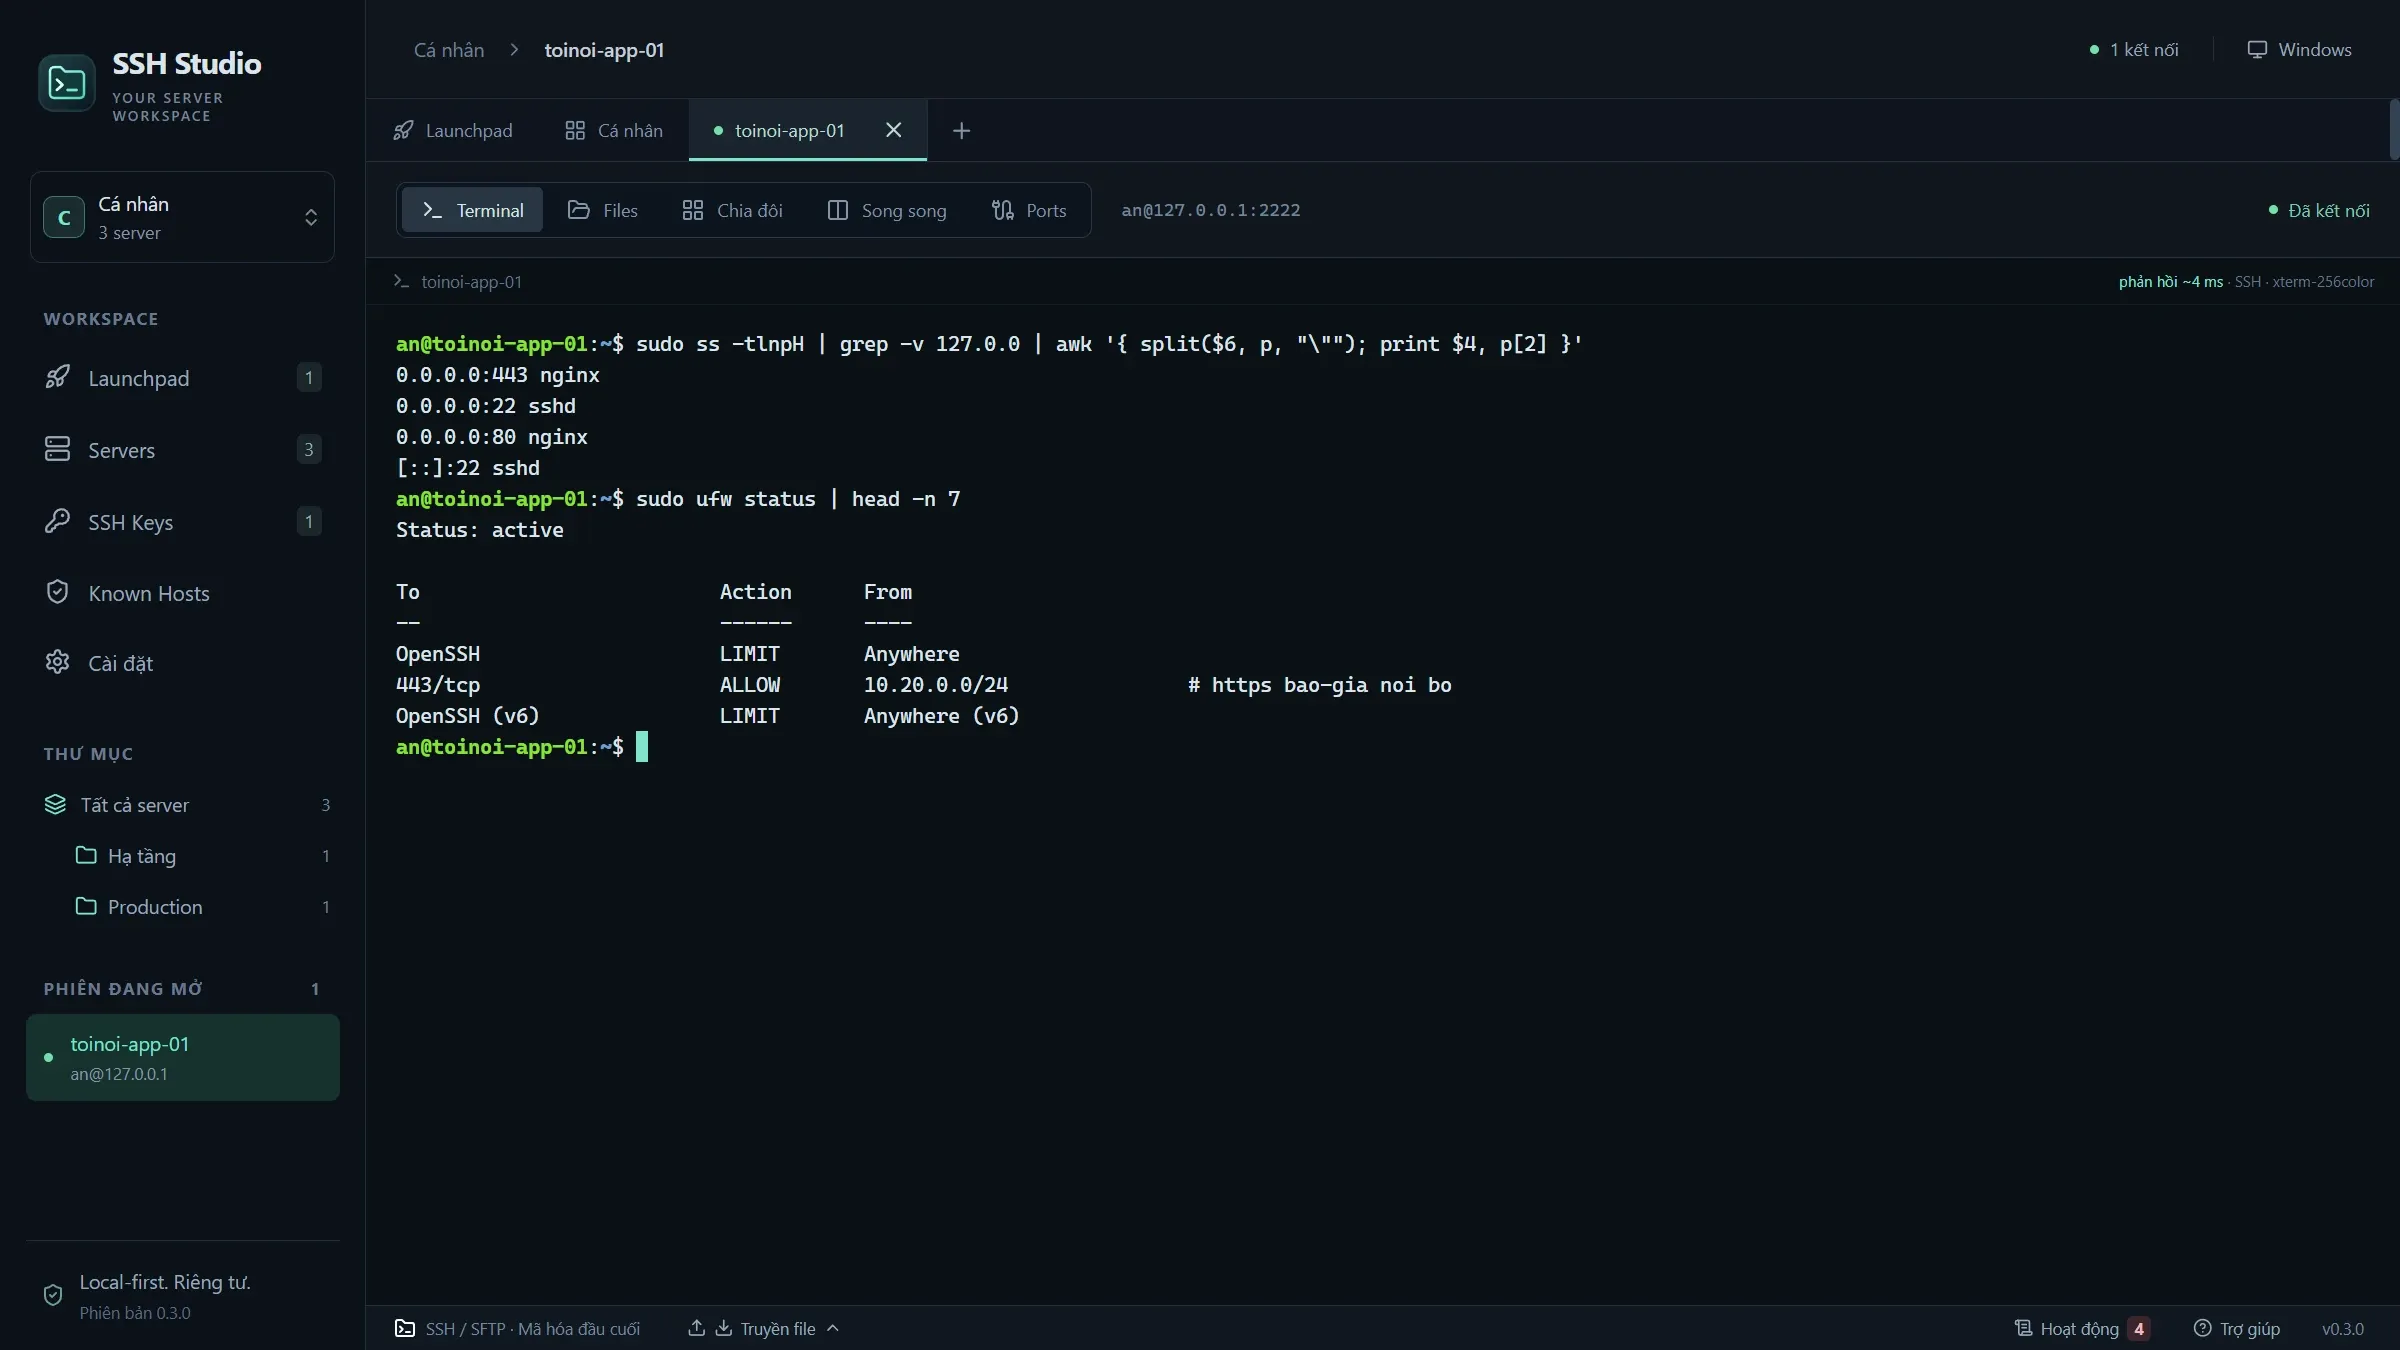 SSH Studio
YOUR SERVER
WORKSPACE
C
Cá nhân
3 server
WORKSPACE
Launchpad 1
Servers 3
SSH Keys 1
Known Hosts
Cài đặt
THƯ MỤC
Tất cả server 3
Hạ tầng 1
Production 1
PHIÊN ĐANG MỞ 1
toinoi-app-01
an@127.0.0.1
Local-first. Riêng tư.
Phiên bản 0.3.0
Cá nhân > toinoi-app-01
1 kết nối
Windows
Launchpad
Cá nhân
toinoi-app-01
Terminal
Files
Chia đôi
Song song
Ports
an@127.0.0.1:2222
Đã kết nối
toinoi-app-01
phản hồi ~4 ms · SSH · xterm-256color
an@toinoi-app-01:~$ sudo ss -tlnpH | grep -v 127.0.0 | awk '{ split($6, p, "\""); print $4, p[2] }'
0.0.0.0:443 nginx
0.0.0.0:22 sshd
0.0.0.0:80 nginx
[::]:22 sshd
an@toinoi-app-01:~$ sudo ufw status | head -n 7
Status: active
To Action From
-- ------ ----
OpenSSH LIMIT Anywhere
443/tcp ALLOW 10.20.0.0/24 # https bao-gia noi bo
OpenSSH (v6) LIMIT Anywhere (v6)
an@toinoi-app-01:~$
SSH / SFTP · Mã hóa đầu cuối
Truyền file
Hoạt động 4
Trợ giúp
v0.3.0